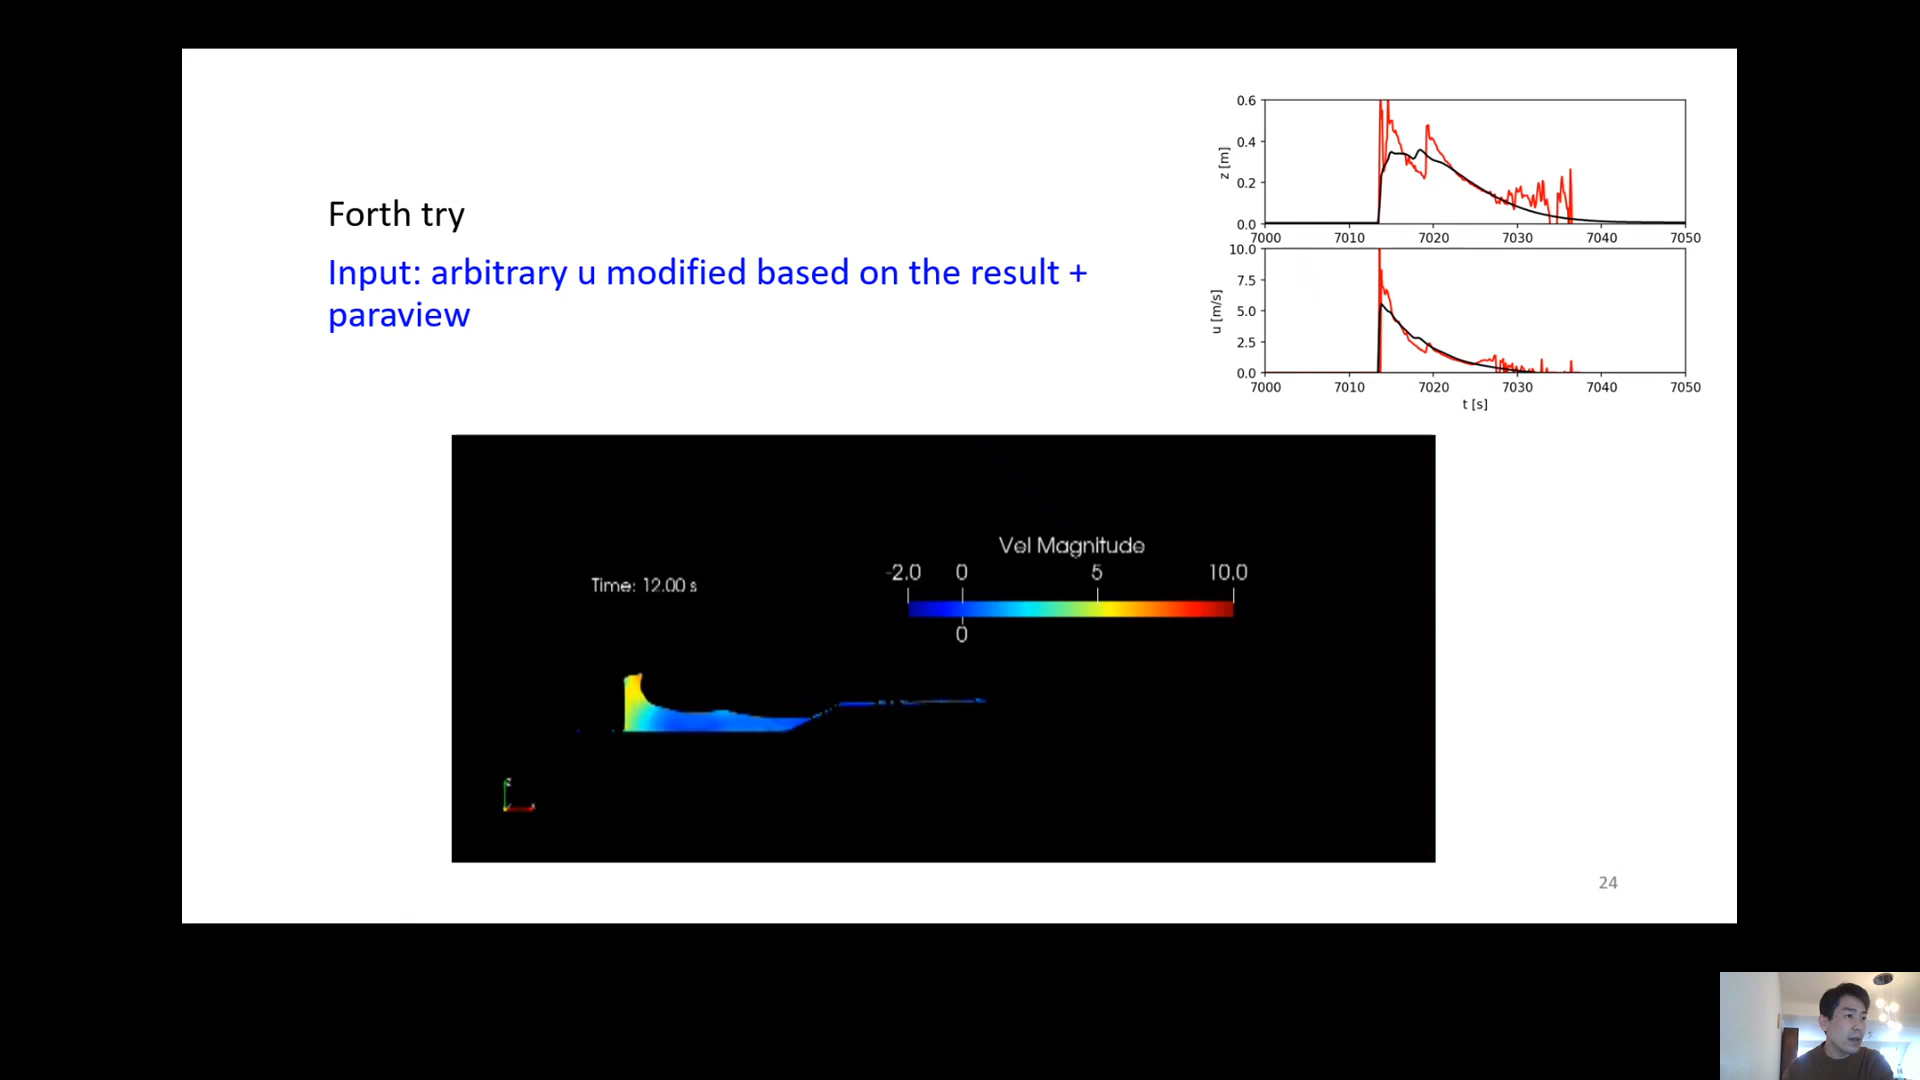 Forth try
Input: arbitrary u modified based on the result +
paraview
0.6
0.4
0.2
0.0
z [m]
7000 7010 7020 7030 7040 7050
10.0
7.5
5.0
2.5
0.0
u [m/s]
7000 7010 7020 7030 7040 7050
t [s]
Vel Magnitude
-2.0 0 5 10.0
0
Time: 12.00 s
24